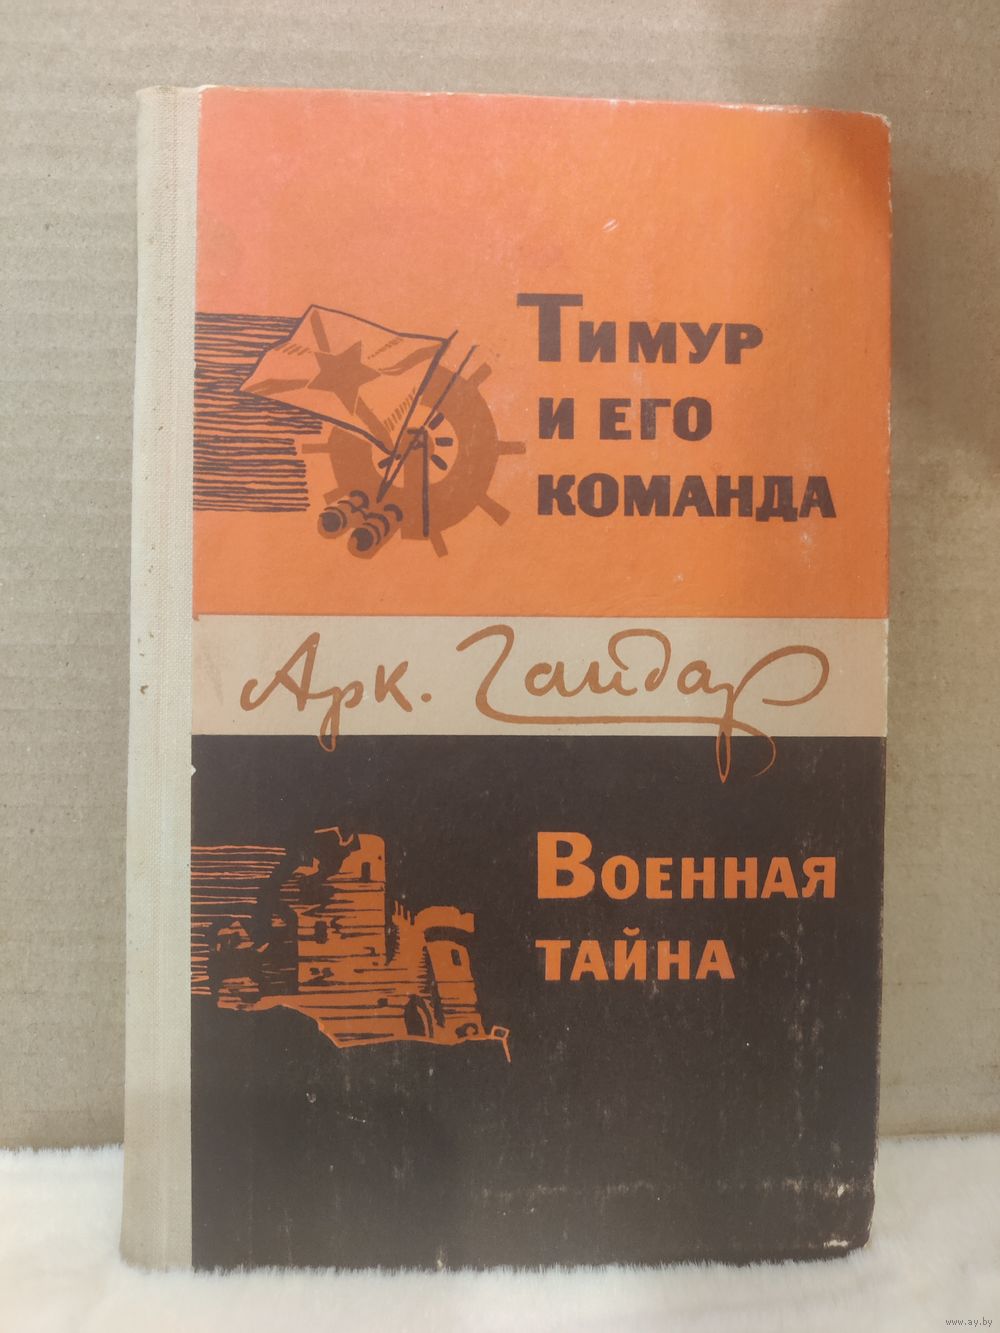 Тимур
и его
команда
Арк. Гайдар
Военная
тайна
www.ay.by